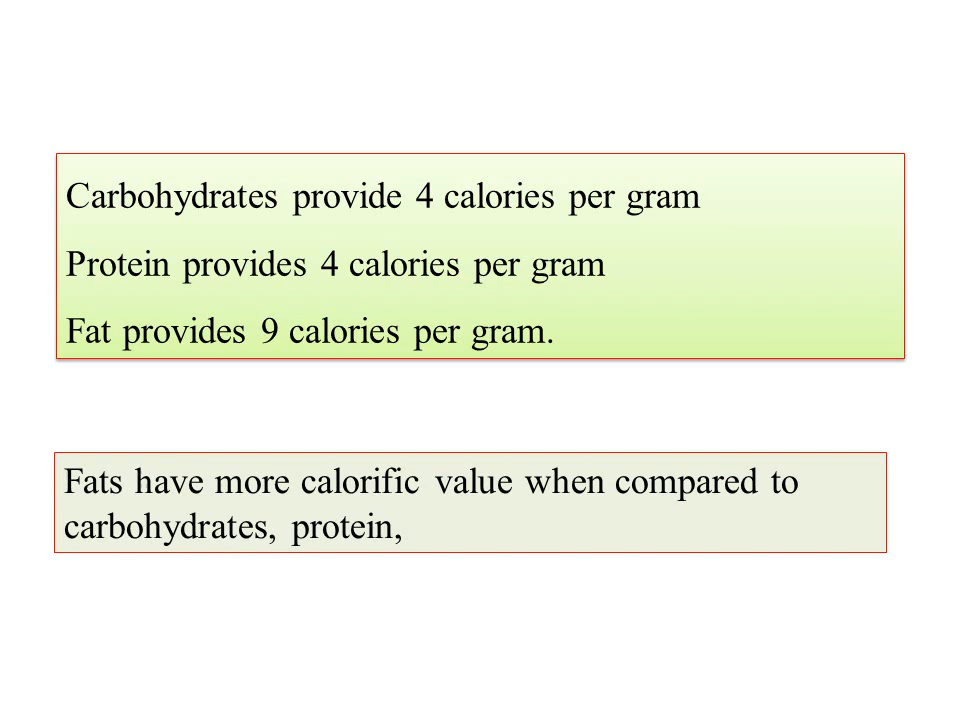 Carbohydrates provide 4 calories per gram
Protein provides 4 calories per gram
Fat provides 9 calories per gram.
Fats have more calorific value when compared to
carbohydrates, protein,